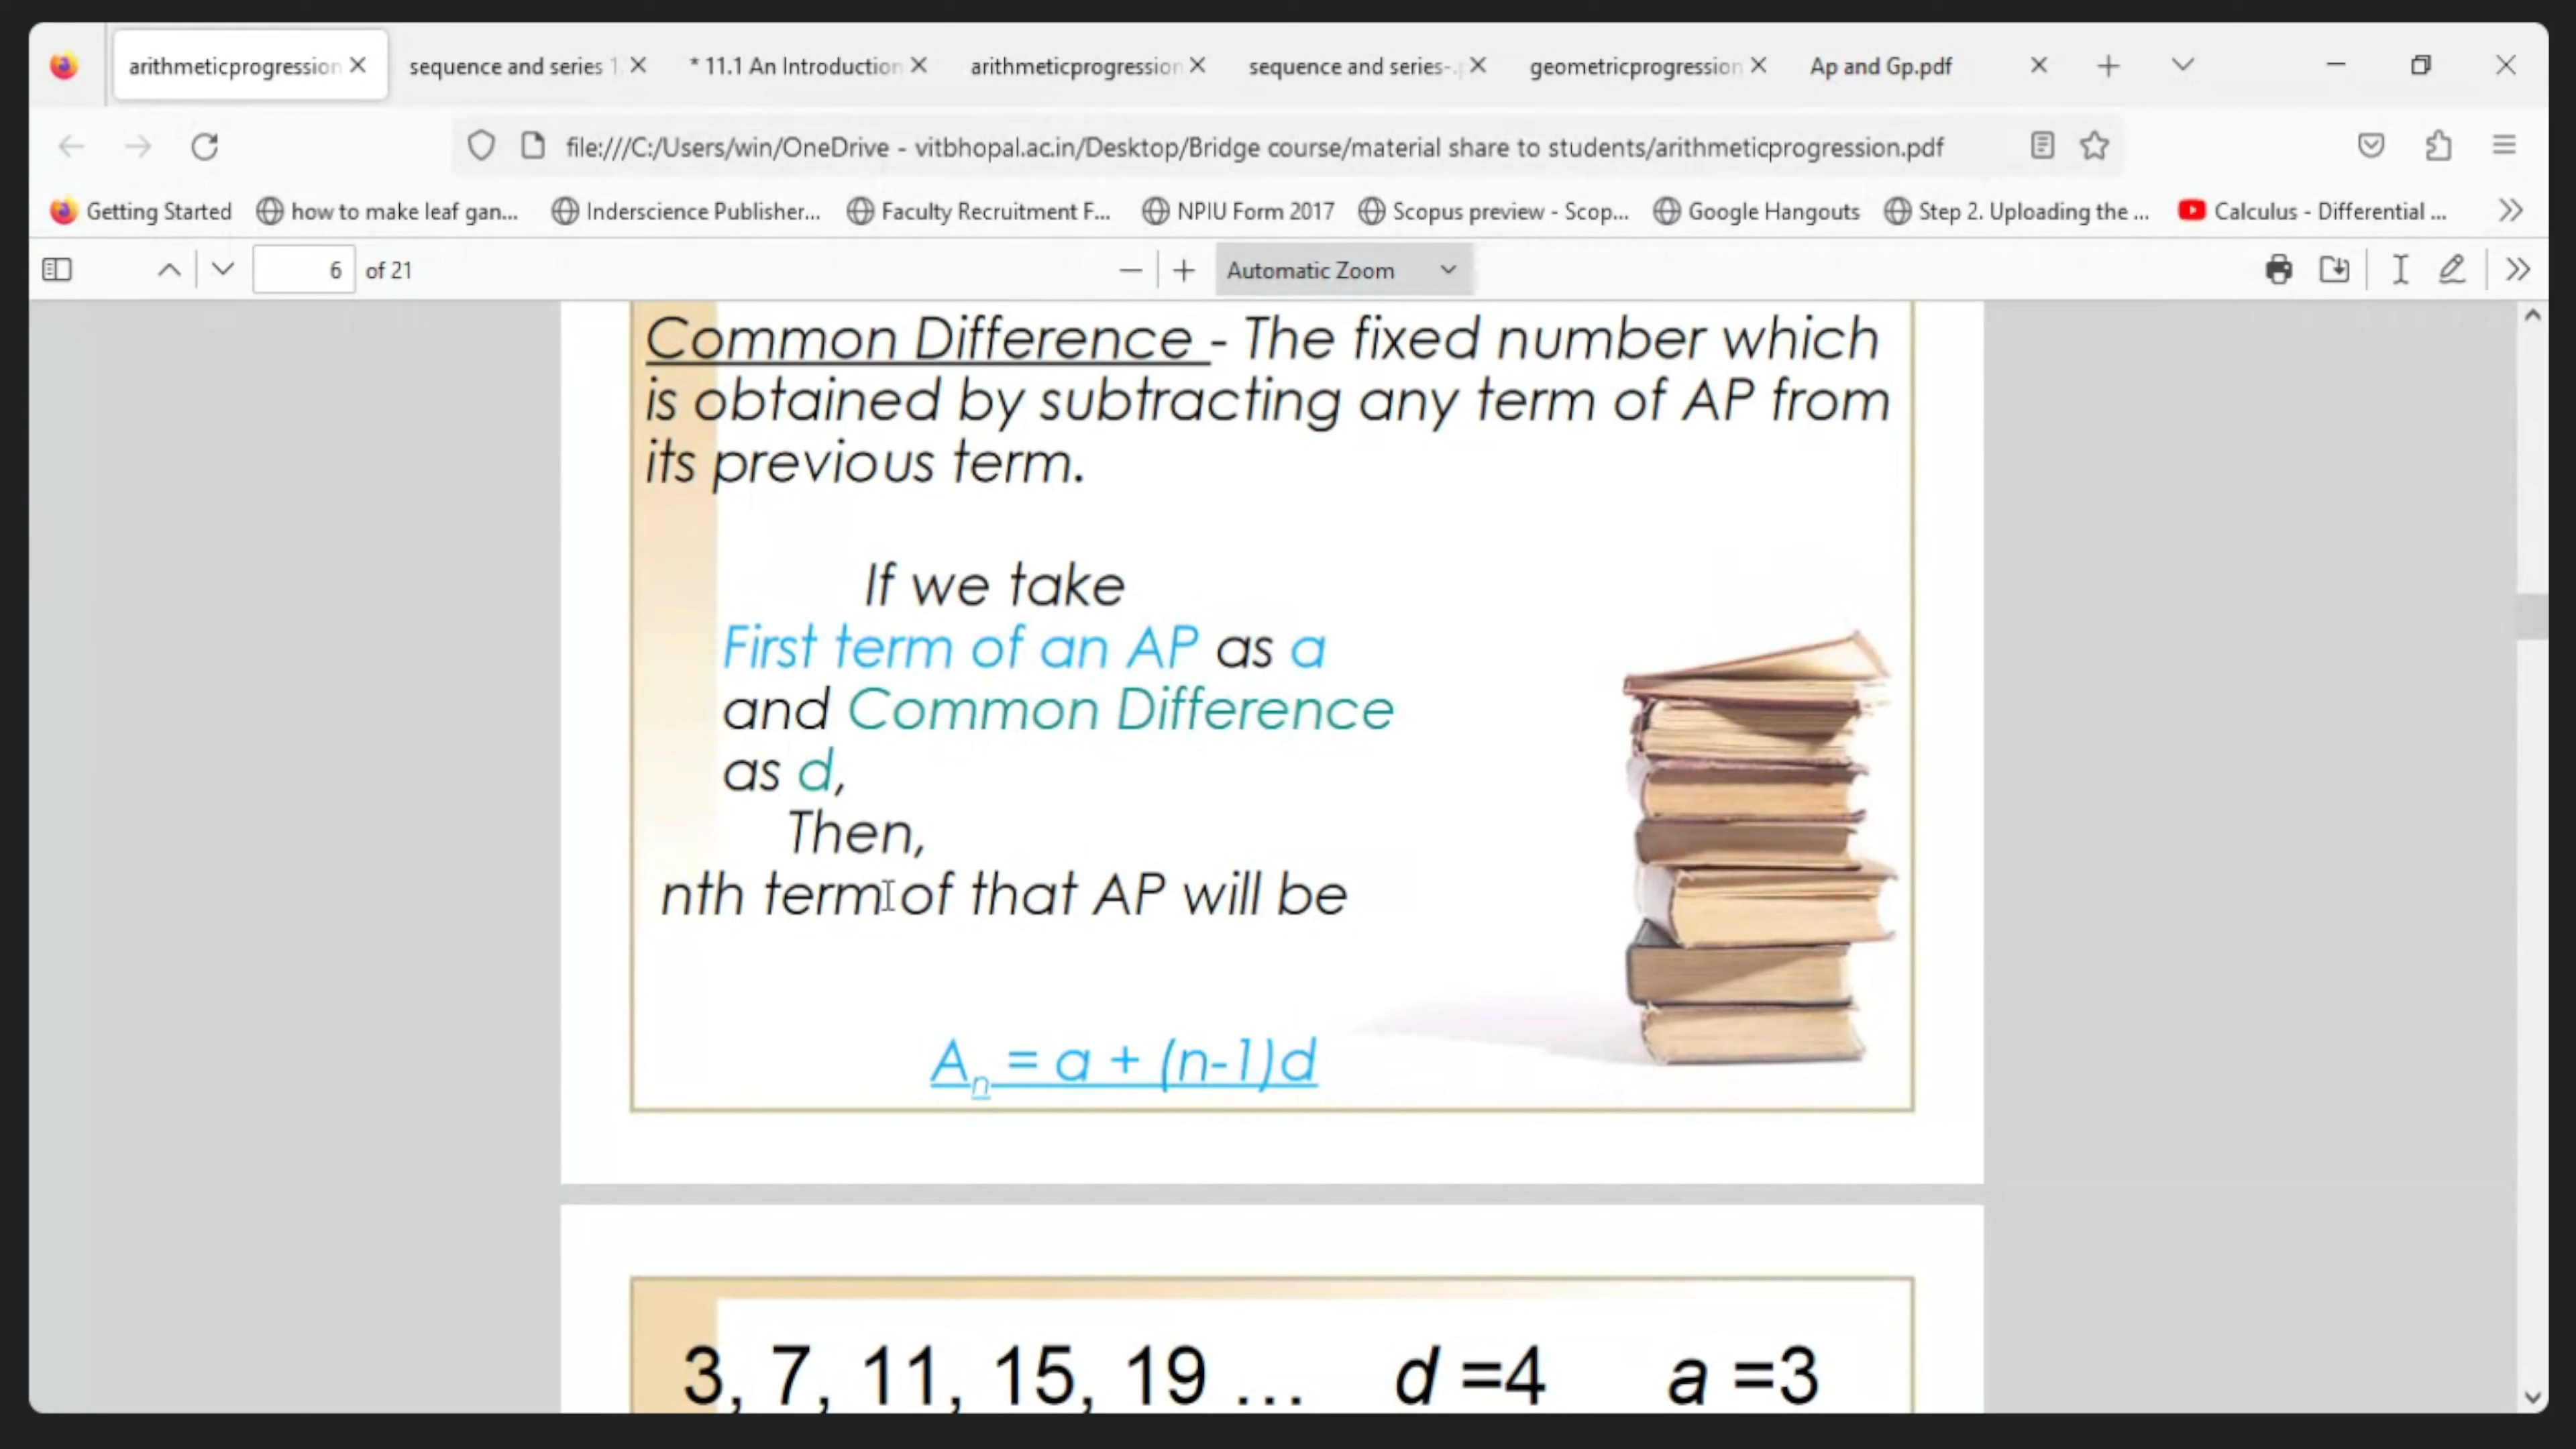 arithmeticprogression
sequence and series 1
* 11.1 An Introduction
arithmeticprogression
sequence and series-.
geometricprogression
Ap and Gp.pdf
file:///C:/Users/win/OneDrive - vitbhopal.ac.in/Desktop/Bridge course/material share to students/arithmeticprogression.pdf
Getting Started
how to make leaf gan...
Inderscience Publisher...
Faculty Recruitment F...
NPIU Form 2017
Scopus preview - Scop...
Google Hangouts
Step 2. Uploading the ...
Calculus - Differential ...
6 of 21
Automatic Zoom
Common Difference - The fixed number which
is obtained by subtracting any term of AP from
its previous term.
If we take
First term of an AP as a
and Common Difference
as d,
Then,
nth term of that AP will be
Aₙ = a + (n-1)d
3, 7, 11, 15, 19 ... d =4 a =3